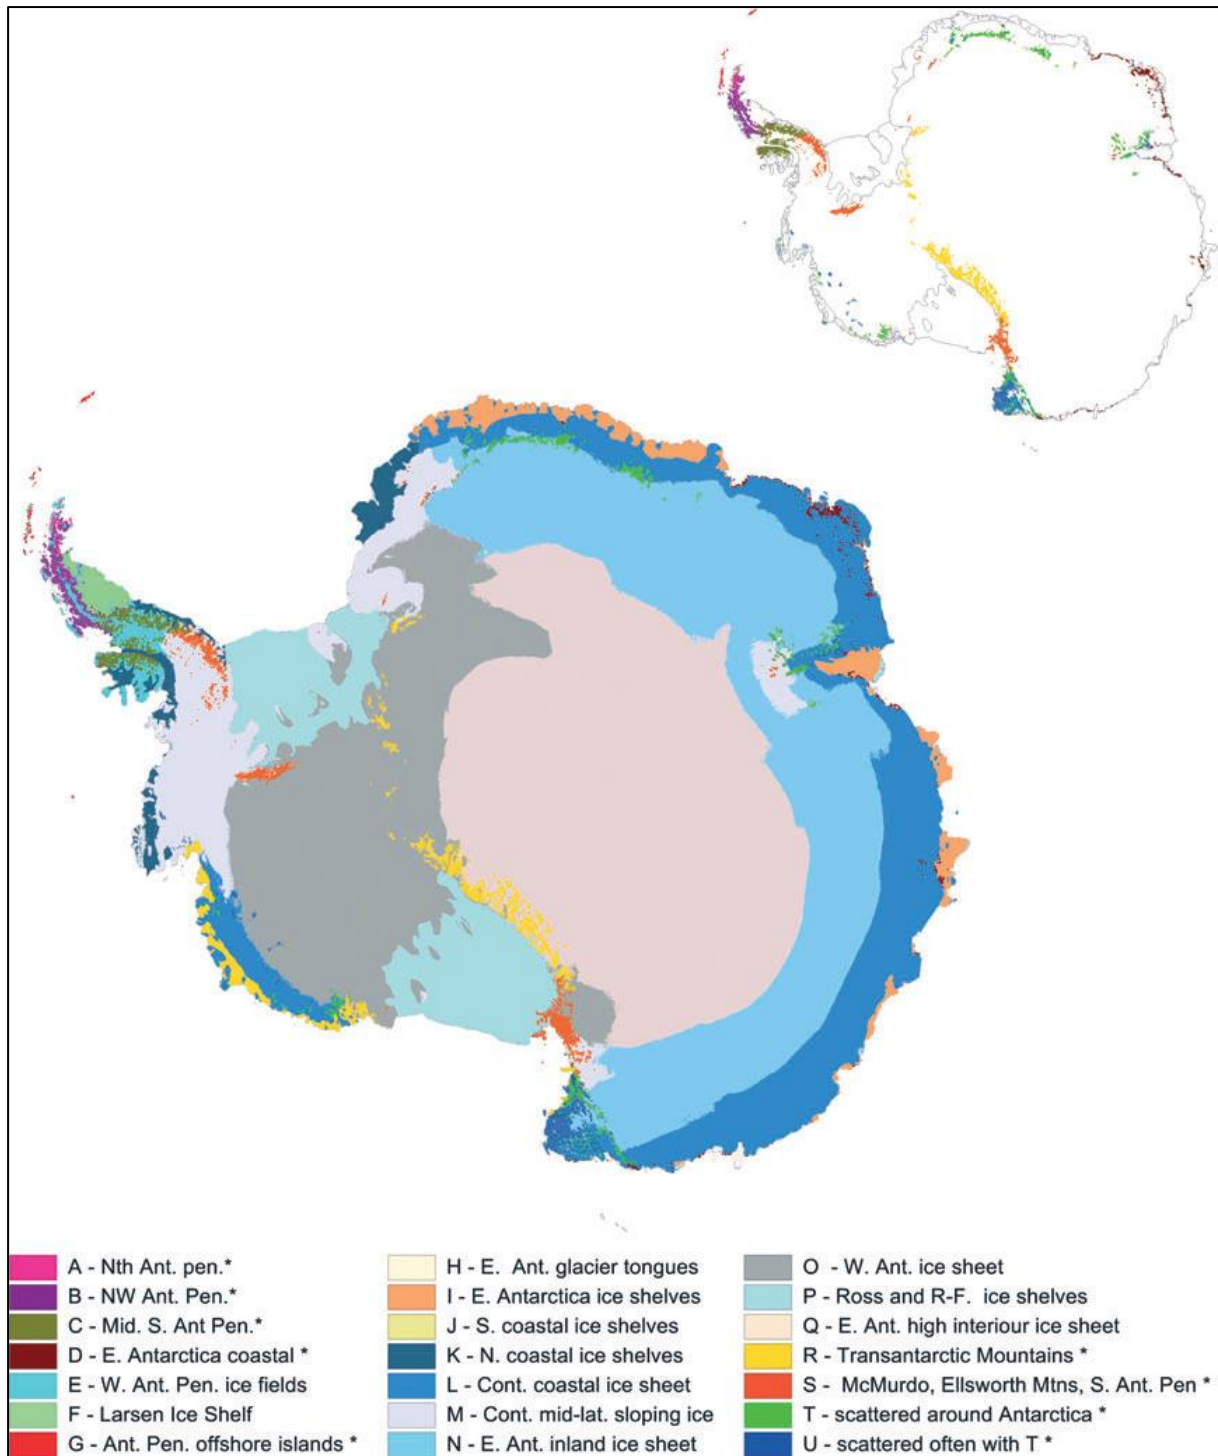 A - Nth Ant. pen.*
B - NW Ant. Pen.*
C - Mid. S. Ant Pen.*
D - E. Antarctica coastal *
E - W. Ant. Pen. ice fields
F - Larsen Ice Shelf
G - Ant. Pen. offshore islands *
H - E. Ant. glacier tongues
I - E. Antarctica ice shelves
J - S. coastal ice shelves
K - N. coastal ice shelves
L - Cont. coastal ice sheet
M - Cont. mid-lat. sloping ice
N - E. Ant. inland ice sheet
O - W. Ant. ice sheet
P - Ross and R-F. ice shelves
Q - E. Ant. high interiour ice sheet
R - Transantarctic Mountains *
S - McMurdo, Ellsworth Mtns, S. Ant. Pen *
T - scattered around Antarctica *
U - scattered often with T *